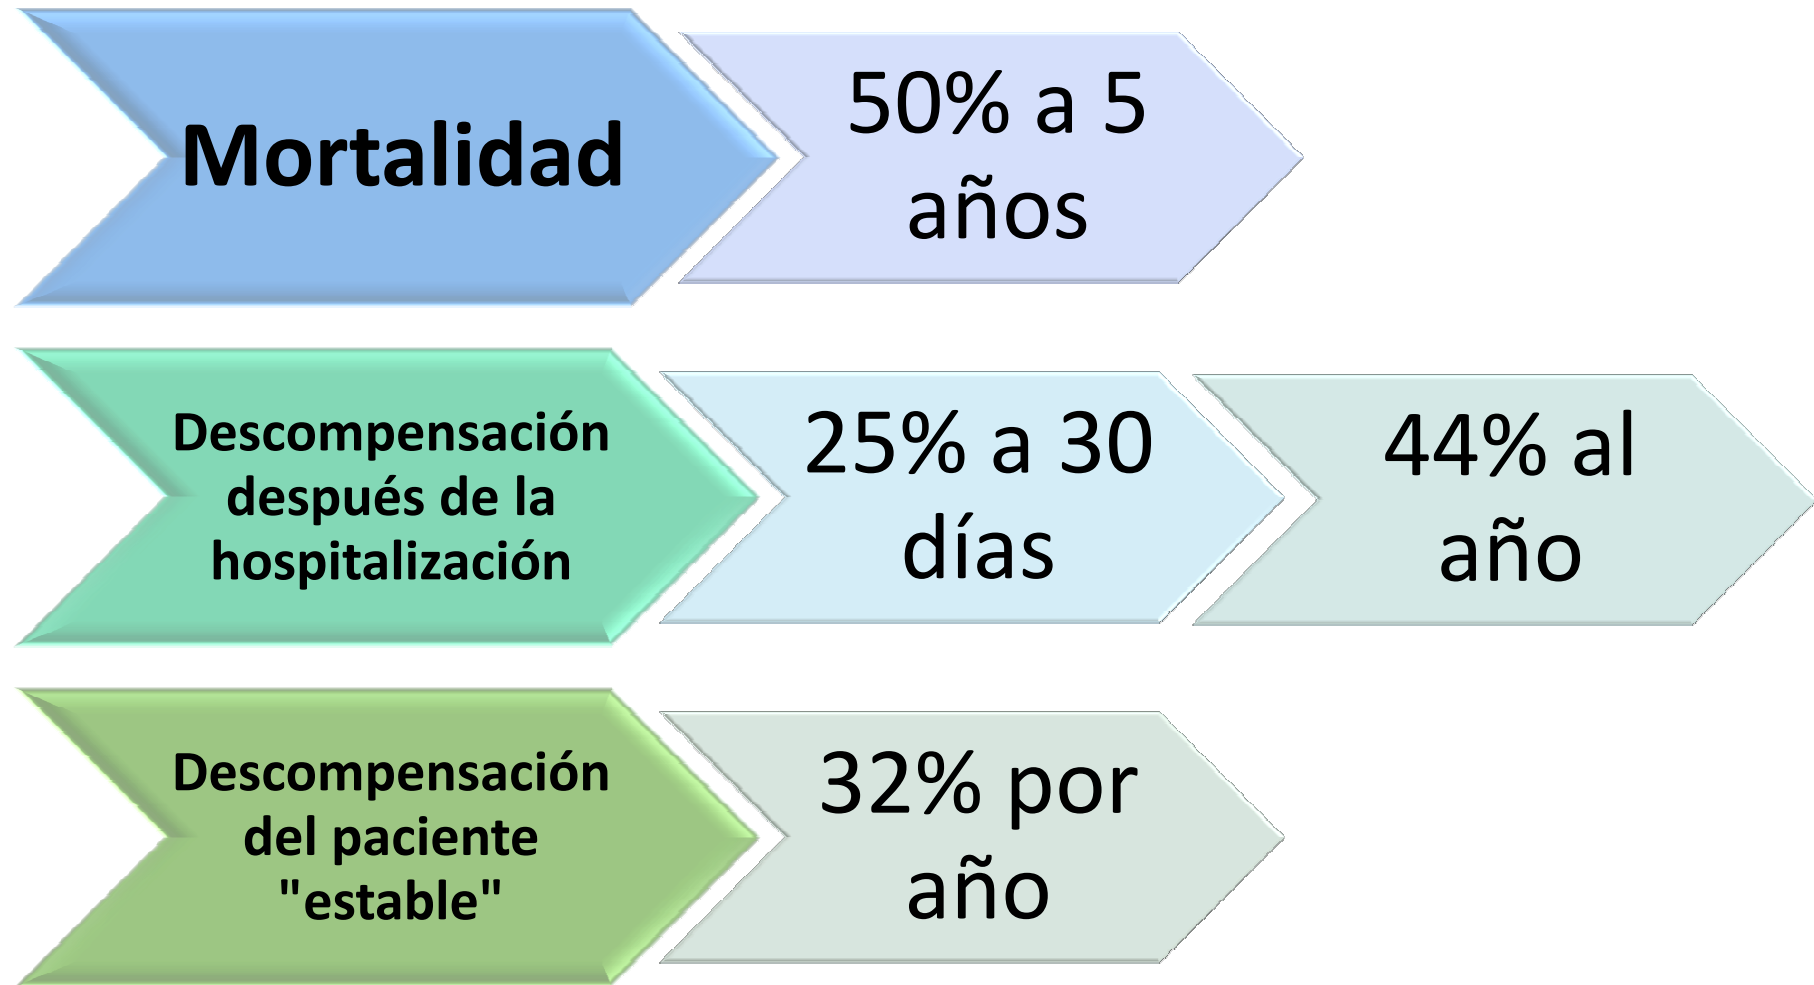 Mortalidad
50% a 5
años
Descompensación
después de la
hospitalización
25% a 30
días
44% al
año
Descompensación
del paciente
"estable"
32% por
año